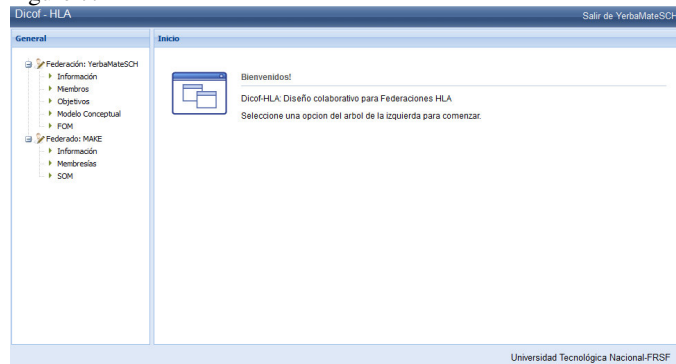 Dicof - HLA
Salir de YerbaMateSCH
General
Inicio
Federación: YerbaMateSCH
Información
Miembros
Objetivos
Modelo Conceptual
FOM
Federado: MAKE
Información
Membresías
SOM
Bienvenidos!
Dicof-HLA: Diseño colaborativo para Federaciones HLA
Seleccione una opcion del arbol de la izquierda para comenzar.
Universidad Tecnológica Nacional-FRSF